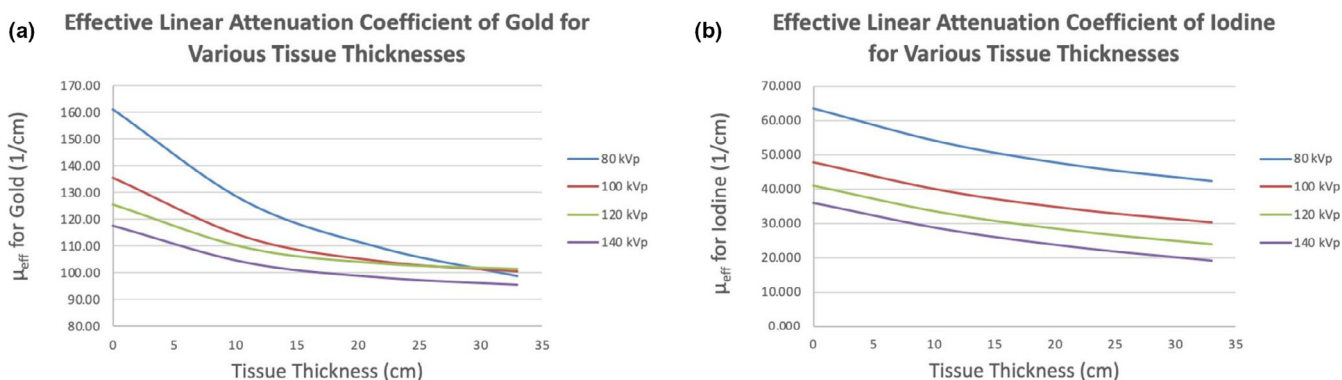 (a)
Effective Linear Attenuation Coefficient of Gold for
Various Tissue Thicknesses
μeff for Gold (1/cm)
170.00
160.00
150.00
140.00
130.00
120.00
110.00
100.00
90.00
80.00
0 5 10 15 20 25 30 35
Tissue Thickness (cm)
80 kVp
100 kVp
120 kVp
140 kVp
(b)
Effective Linear Attenuation Coefficient of Iodine
for Various Tissue Thicknesses
μeff for Iodine (1/cm)
70.000
60.000
50.000
40.000
30.000
20.000
10.000
0.000
0 5 10 15 20 25 30 35
Tissue Thickness (cm)
80 kVp
100 kVp
120 kVp
140 kVp